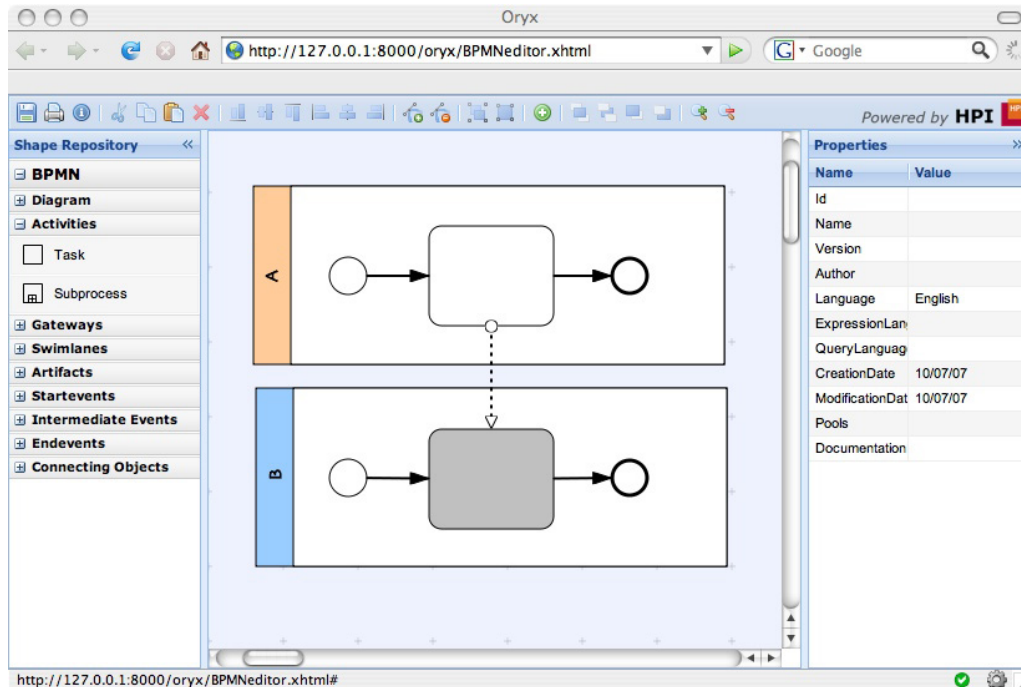 Oryx
http://127.0.0.1:8000/oryx/BPMNeditor.xhtml
G Google
Powered by HPI HPI
Shape Repository «
BPMN
Diagram
Activities
Task
Subprocess
Gateways
Swimlanes
Artifacts
Startevents
Intermediate Events
Endevents
Connecting Objects
A
B
Properties »
Name Value
Id
Name
Version
Author
Language English
ExpressionLan
QueryLanguag
CreationDate 10/07/07
ModificationDat 10/07/07
Pools
Documentation
http://127.0.0.1:8000/oryx/BPMNeditor.xhtml#